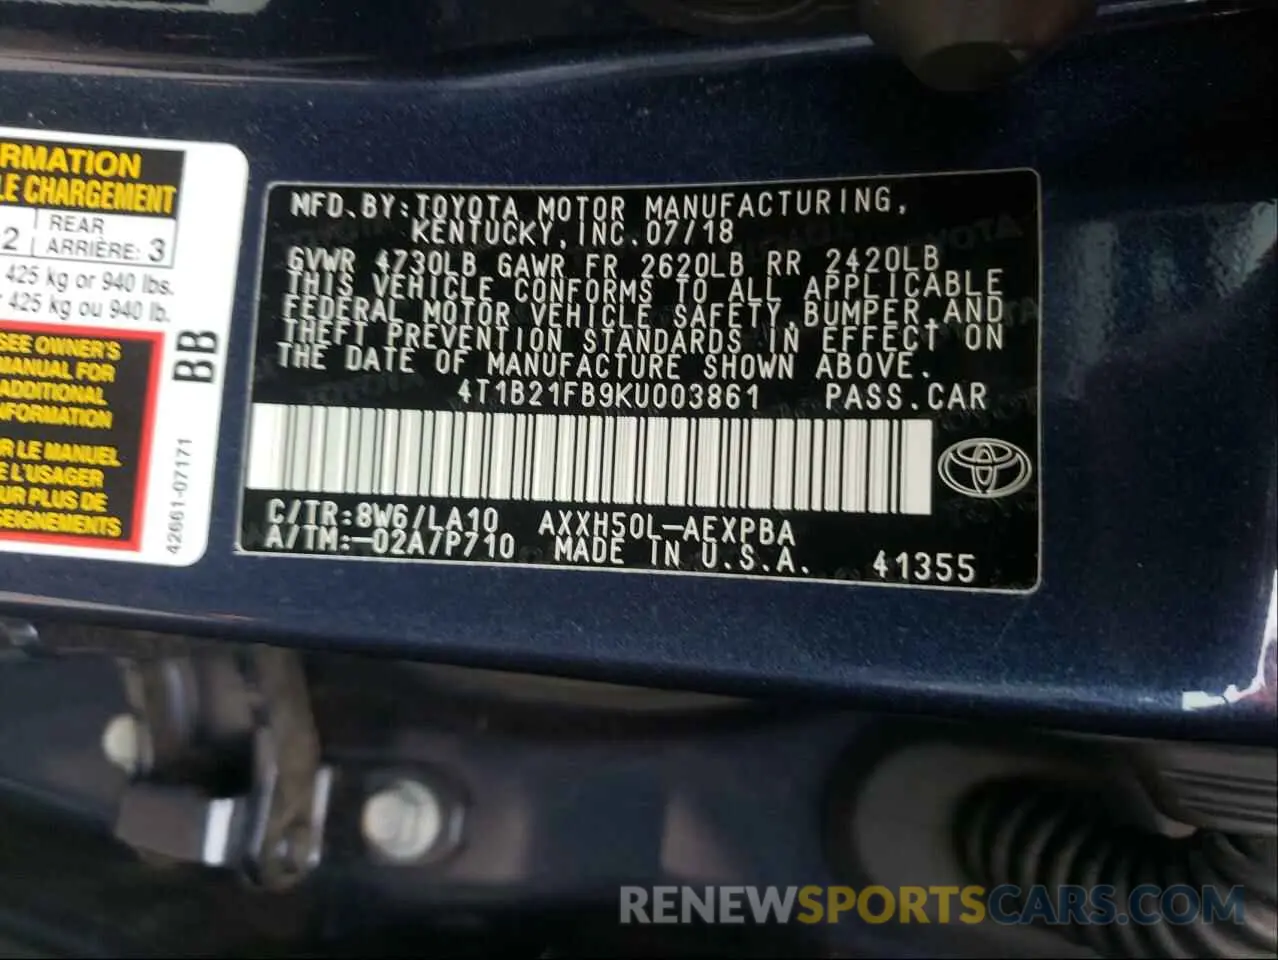 RMATION
LE CHARGEMENT
2 REAR
ARRIÈRE: 3
425 kg or 940 lbs.
425 kg ou 940 lb.
SEE OWNER'S
MANUAL FOR
ADDITIONAL
NFORMATION
R LE MANUEL
E L'USAGER
UR PLUS DE
SEIGNEMENTS
BB
42661-07171
MFD.BY:TOYOTA MOTOR MANUFACTURING,
KENTUCKY,INC.07/18
GVWR 4730LB GAWR FR 2620LB RR 2420LB
THIS VEHICLE CONFORMS TO ALL APPLICABLE
FEDERAL MOTOR VEHICLE SAFETY,BUMPER,AND
THEFT PREVENTION STANDARDS IN EFFECT ON
THE DATE OF MANUFACTURE SHOWN ABOVE.
4T1B21FB9KU003861 PASS.CAR
C/TR:8W6/LA10 AXXH50L-AEXPBA
A/TM:-02A7P710 MADE IN U.S.A. 41355
RENEWSPORTSCARS.COM